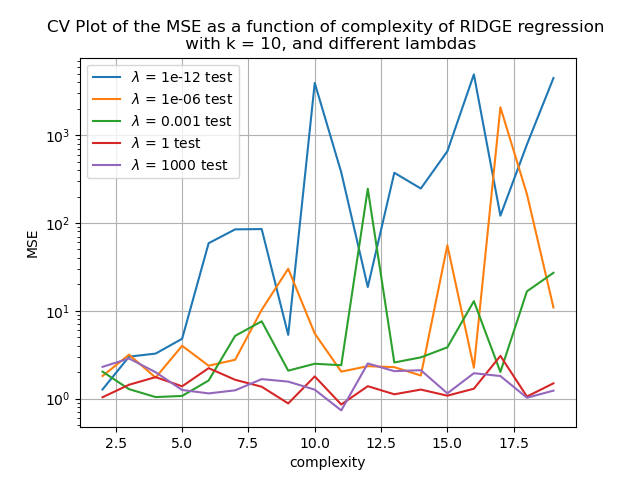 CV Plot of the MSE as a function of complexity of RIDGE regression
with k = 10, and different lambdas
λ = 1e-12 test
λ = 1e-06 test
λ = 0.001 test
λ = 1 test
λ = 1000 test
MSE
10³
10²
10¹
10⁰
2.5 5.0 7.5 10.0 12.5 15.0 17.5
complexity